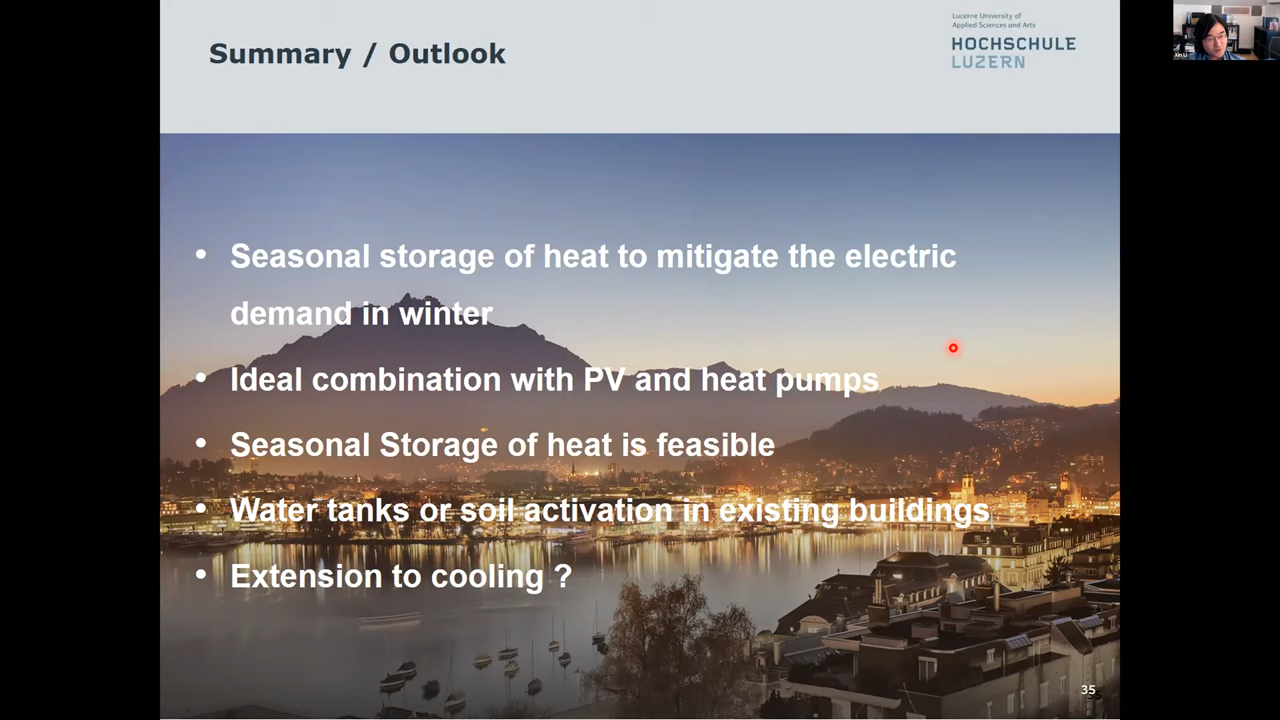 Summary / Outlook
Lucerne University of
Applied Sciences and Arts
HOCHSCHULE
LUZERN
Xin Li
• Seasonal storage of heat to mitigate the electric
demand in winter
• Ideal combination with PV and heat pumps
• Seasonal Storage of heat is feasible
• Water tanks or soil activation in existing buildings
• Extension to cooling ?
35